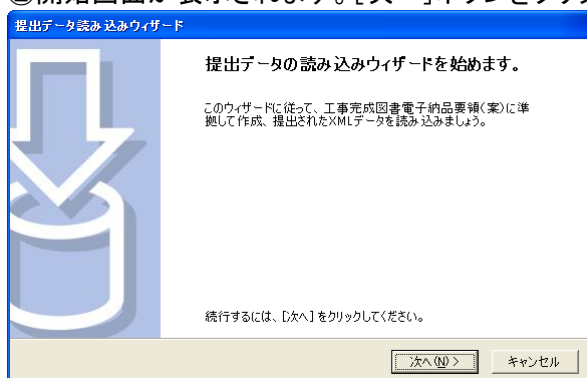 開始画面が表示されます。[次へ]ボタンをクリッ
提出データ読み込みウィザード
提出データの読み込みウィザードを始めます。
このウィザードに従って、工事完成図書電子納品要領(案)に準
拠して作成、提出されたXMLデータを読み込みましょう。
続行するには、[次へ] をクリックしてください。
次へ(N) >
キャンセル